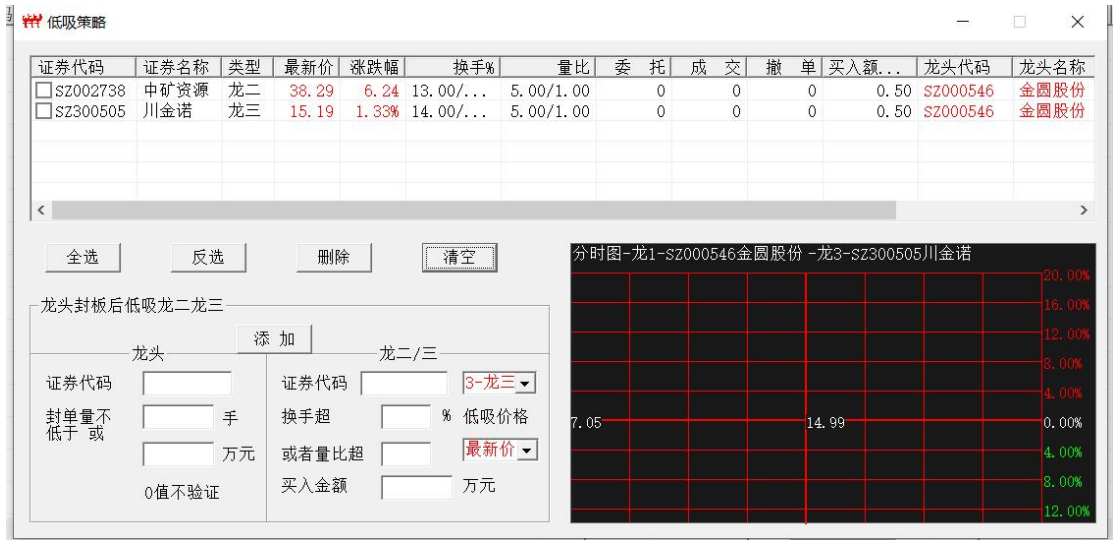 低吸策略
证券代码 证券名称 类型 最新价 涨跌幅 换手% 量比 委 托 成 交 撤 单 买入额... 龙头代码 龙头名称
SZ002738 中矿资源 龙二 38.29 6.24 13.00/... 5.00/1.00 0 0 0 0.50 SZ000546 金圆股份
SZ300505 川金诺 龙三 15.19 1.33% 14.00/... 5.00/1.00 0 0 0 0.50 SZ000546 金圆股份
全选 反选 删除 清空
龙头封板后低吸龙二龙三
添 加
龙头 龙二/三
证券代码 证券代码 3-龙三
封单量不
低于 或 手 换手超 % 低吸价格
万元 或者量比超 最新价
0值不验证 买入金额 万元
分时图-龙1-SZ000546金圆股份 -龙3-SZ300505川金诺
20.00%
16.00%
12.00%
8.00%
4.00%
7.05 14.99 0.00%
4.00%
8.00%
12.00%